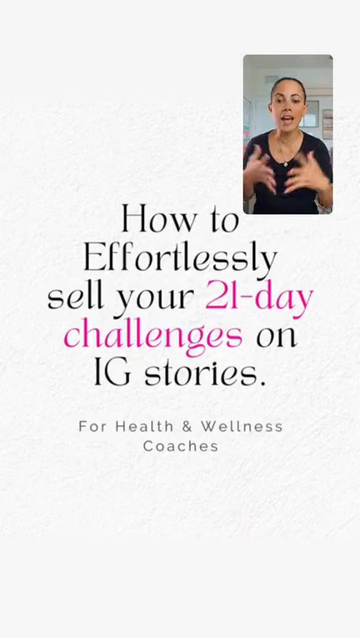 How to
Effortlessly
sell your 21-day
challenges on
IG stories.
For Health & Wellness
Coaches